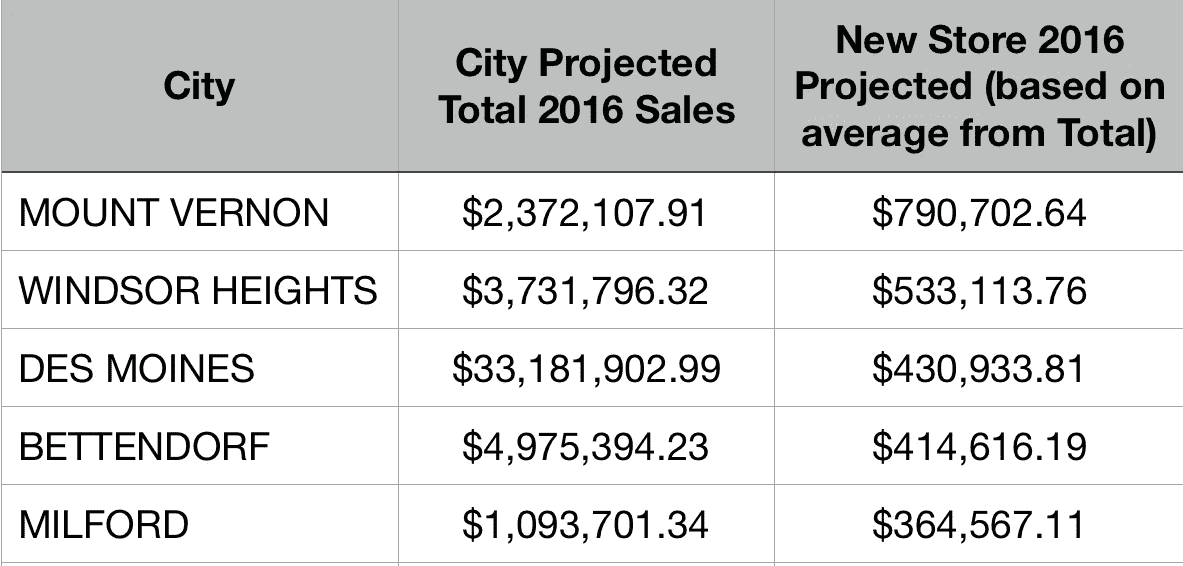 City
City Projected
Total 2016 Sales
New Store 2016
Projected (based on
average from Total)
MOUNT VERNON $2,372,107.91 $790,702.64
WINDSOR HEIGHTS $3,731,796.32 $533,113.76
DES MOINES $33,181,902.99 $430,933.81
BETTENDORF $4,975,394.23 $414,616.19
MILFORD $1,093,701.34 $364,567.11